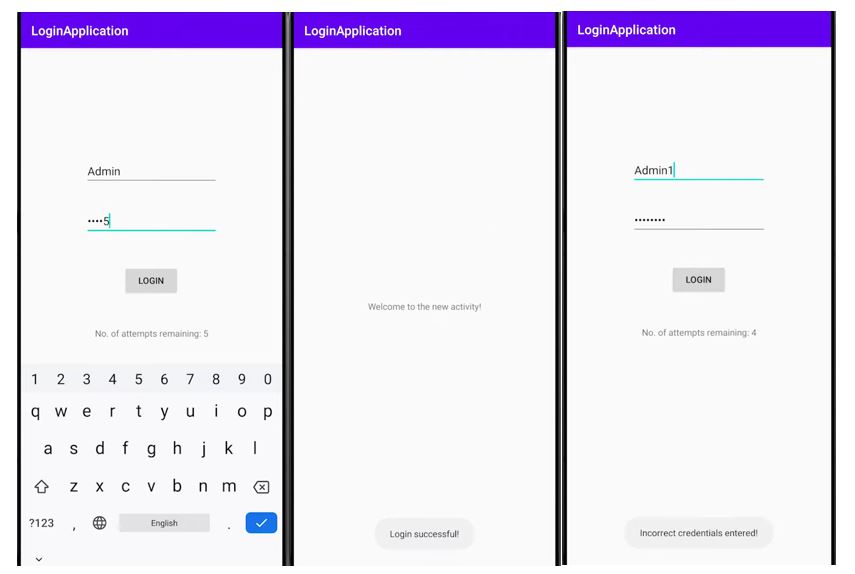 LoginApplication
Admin
••••5
LOGIN
No. of attempts remaining: 5
1 2 3 4 5 6 7 8 9 0
q w e r t y u i o p
a s d f g h j k l
z x c v b n m
?123 , English .
LoginApplication
Welcome to the new activity!
Login successful!
LoginApplication
Admin1
••••••••
LOGIN
No. of attempts remaining: 4
Incorrect credentials entered!